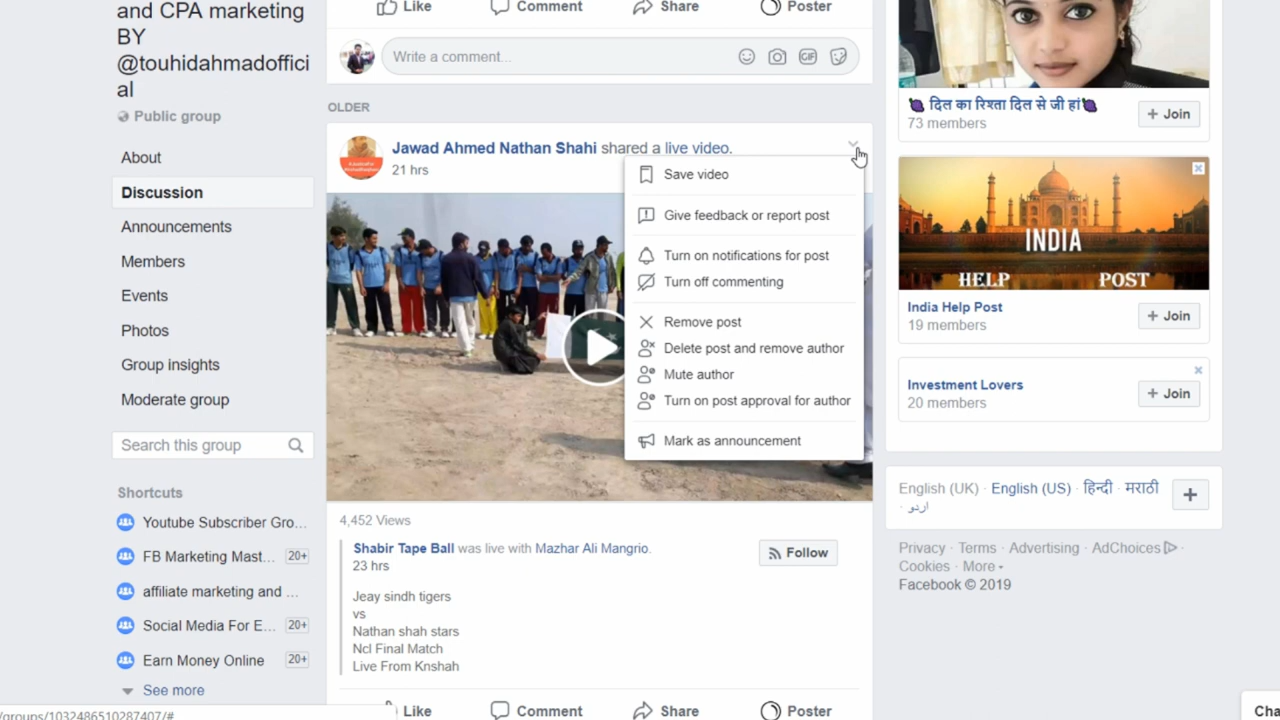 and CPA marketing
BY
@touhidahmadoffici
al
Public group
About
Discussion
Announcements
Members
Events
Photos
Group insights
Moderate group
Search this group
Shortcuts
Youtube Subscriber Gro...
FB Marketing Mast... 20+
affiliate marketing and ...
Social Media For E... 20+
Earn Money Online 20+
See more
/groups/1032486510287407/#
Like Comment Share Poster
Write a comment...
GIF
OLDER
Jawad Ahmed Nathan Shahi shared a live video.
21 hrs
Save video
Give feedback or report post
Turn on notifications for post
Turn off commenting
Remove post
Delete post and remove author
Mute author
Turn on post approval for author
Mark as announcement
4,452 Views
Shabir Tape Ball was live with Mazhar Ali Mangrio.
23 hrs
Follow
Jeay sindh tigers
vs
Nathan shah stars
Ncl Final Match
Live From Knshah
Like Comment Share Poster
दिल का रिश्ता दिल से जी हां
73 members
+ Join
INDIA
HELP POST
India Help Post
19 members
+ Join
Investment Lovers
20 members
+ Join
English (UK) · English (US) · हिन्दी · मराठी
· اردو
Privacy · Terms · Advertising · AdChoices ·
Cookies · More
Facebook © 2019
Cha